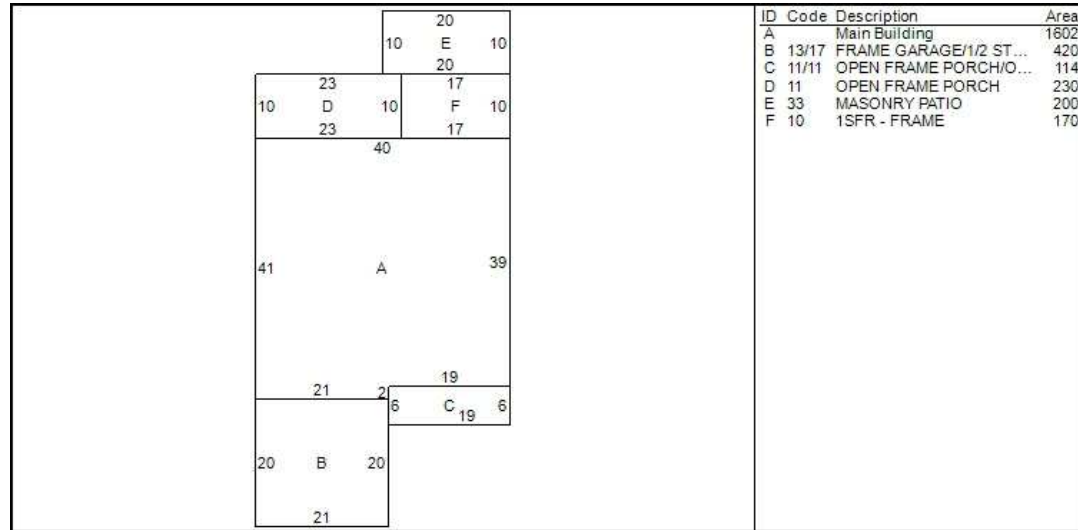 20
10 E 10
20
23 17
10 D 10 F 10
23 17
40
41 A 39
19
21 2
6 C 6
19
20 B 20
21
ID Code Description Area
A Main Building 1602
B 13/17 FRAME GARAGE/1/2 ST... 420
C 11/11 OPEN FRAME PORCH/O... 114
D 11 OPEN FRAME PORCH 230
E 33 MASONRY PATIO 200
F 10 1SFR - FRAME 170